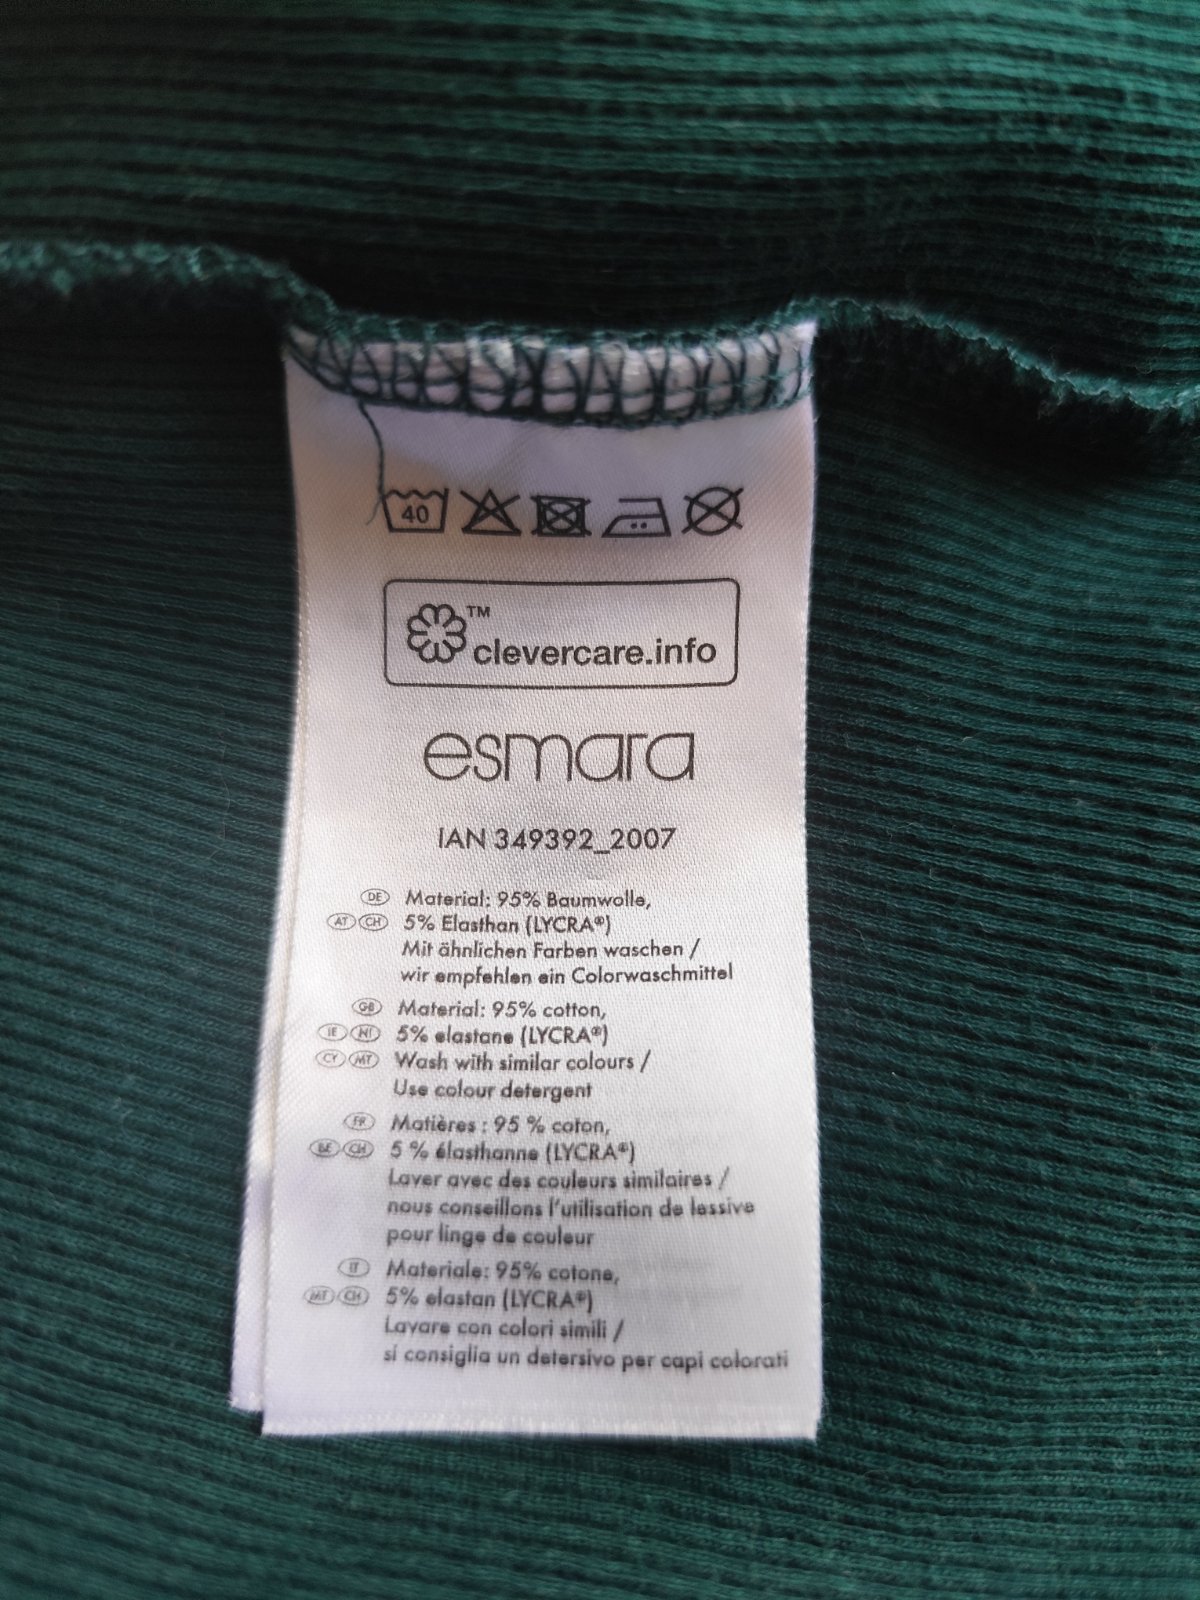 40
™
clevercare.info
esmara
IAN 349392_2007
DE Material: 95% Baumwolle,
AT CH 5% Elasthan (LYCRA®)
Mit ähnlichen Farben waschen /
wir empfehlen ein Colorwaschmittel
GB Material: 95% cotton,
IE NI 5% elastane (LYCRA®)
CY MT Wash with similar colours /
Use colour detergent
FR Matières : 95 % coton,
BE CH 5 % élasthanne (LYCRA®)
Laver avec des couleurs similaires /
nous conseillons l'utilisation de lessive
pour linge de couleur
IT Materiale: 95% cotone,
MT CH 5% elastan (LYCRA®)
Lavare con colori simili /
si consiglia un detersivo per capi colorati